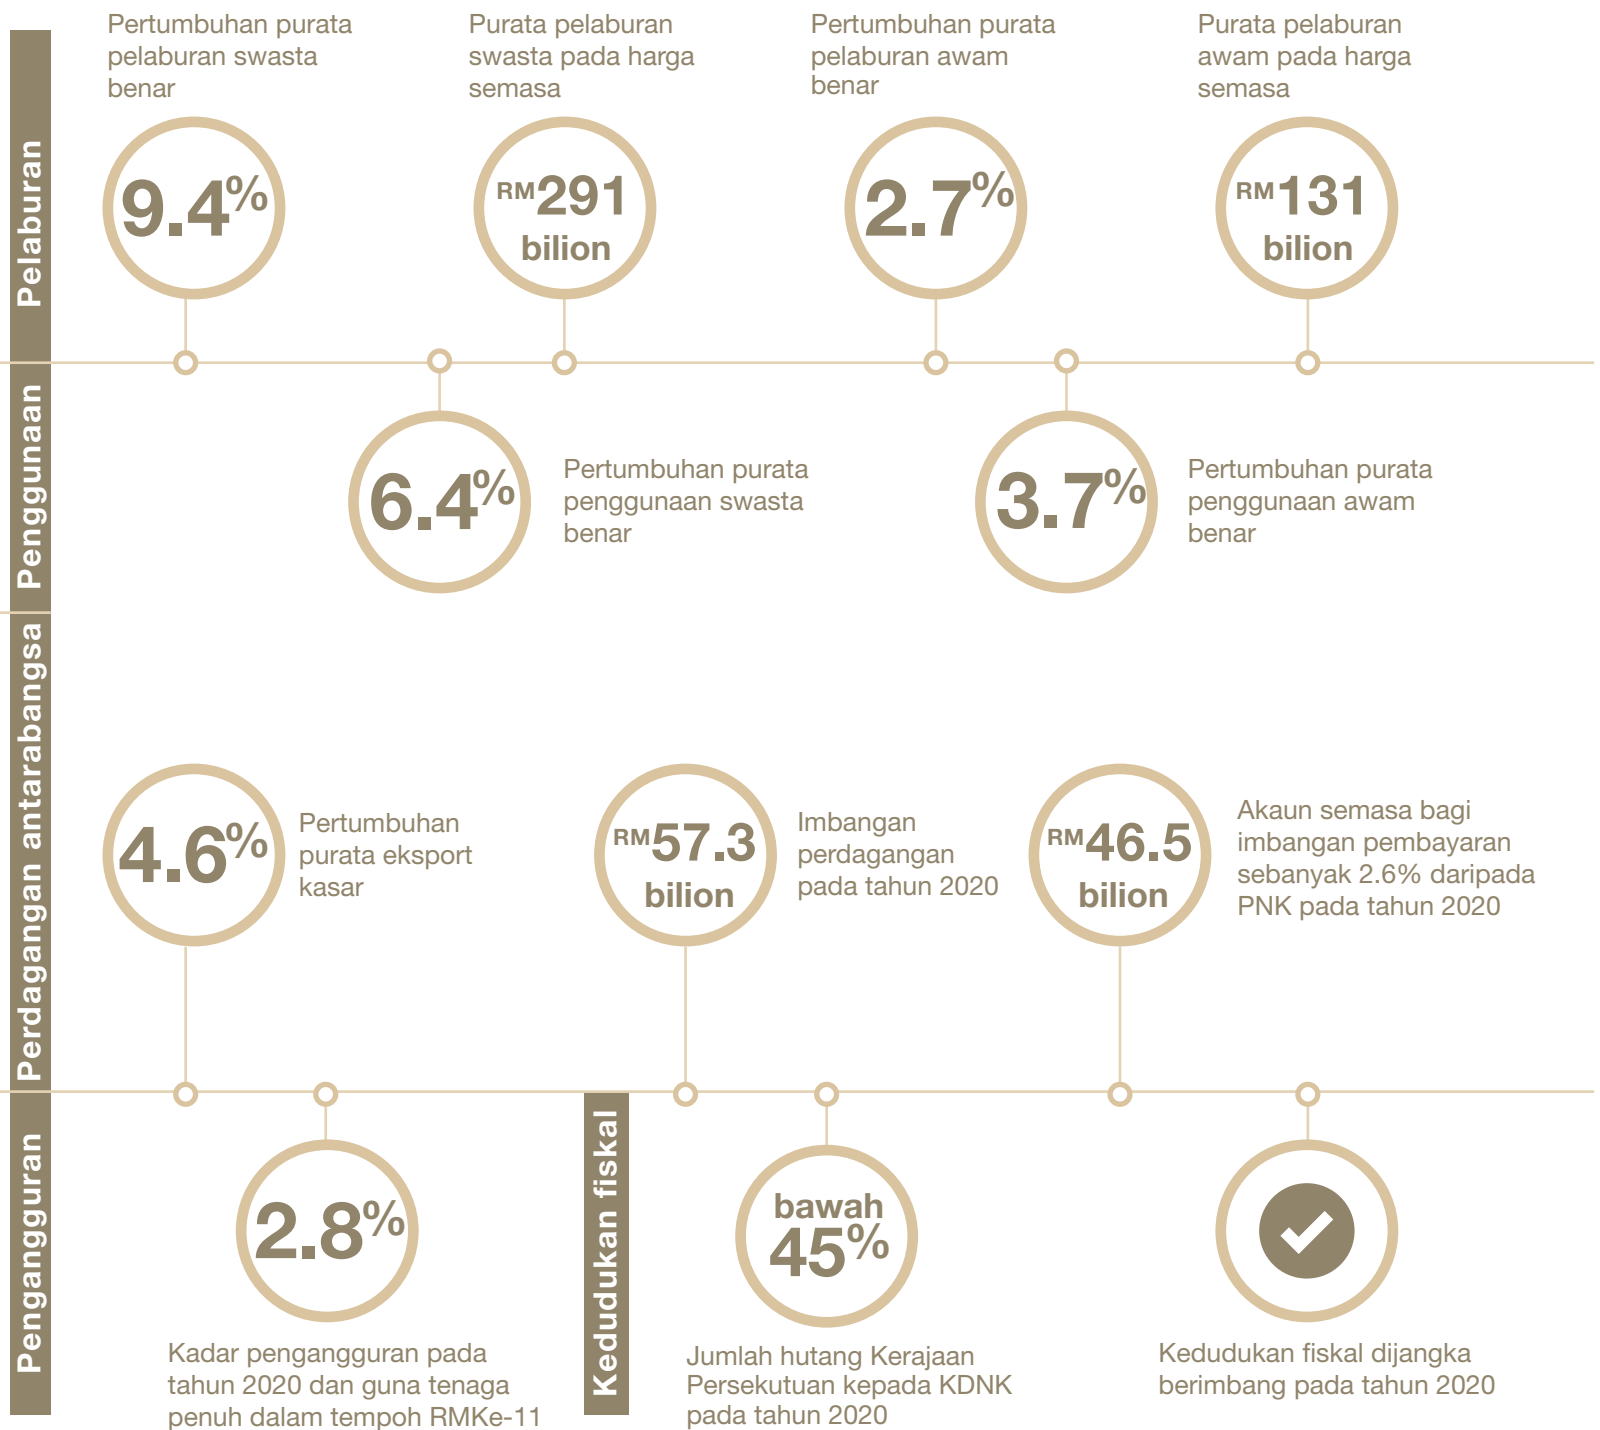 Pelaburan
Pertumbuhan purata
pelaburan swasta
benar
9.4%
Purata pelaburan
swasta pada harga
semasa
RM291
bilion
Pertumbuhan purata
pelaburan awam
benar
2.7%
Purata pelaburan
awam pada harga
semasa
RM131
bilion
Penggunaan
6.4%
Pertumbuhan purata
penggunaan swasta
benar
3.7%
Pertumbuhan purata
penggunaan awam
benar
Perdagangan antarabangsa
4.6%
Pertumbuhan
purata eksport
kasar
RM57.3
bilion
Imbangan
perdagangan
pada tahun 2020
RM46.5
bilion
Akaun semasa bagi
imbangan pembayaran
sebanyak 2.6% daripada
PNK pada tahun 2020
Pengangguran
2.8%
Kadar pengangguran pada
tahun 2020 dan guna tenaga
penuh dalam tempoh RMKe-11
Kedudukan fiskal
bawah
45%
Jumlah hutang Kerajaan
Persekutuan kepada KDNK
pada tahun 2020
Kedudukan fiskal dijangka
berimbang pada tahun 2020